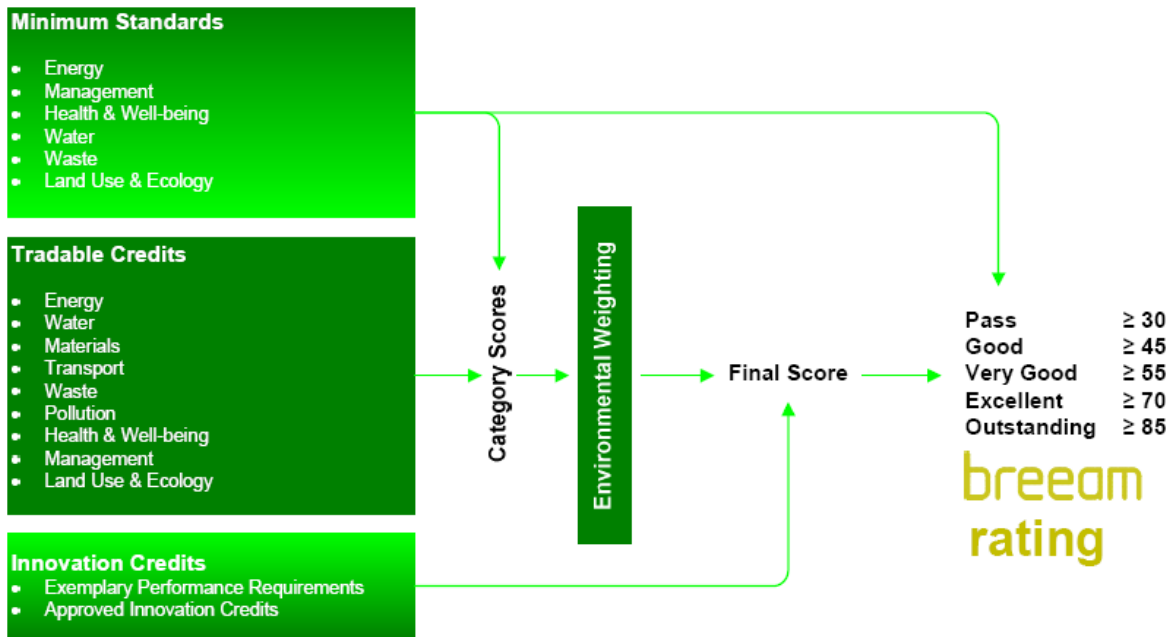 Minimum Standards
• Energy
• Management
• Health & Well-being
• Water
• Waste
• Land Use & Ecology
Tradable Credits
• Energy
• Water
• Materials
• Transport
• Waste
• Pollution
• Health & Well-being
• Management
• Land Use & Ecology
Innovation Credits
• Exemplary Performance Requirements
• Approved Innovation Credits
Category Scores
Environmental Weighting
Final Score
Pass ≥ 30
Good ≥ 45
Very Good ≥ 55
Excellent ≥ 70
Outstanding ≥ 85
breeam
rating